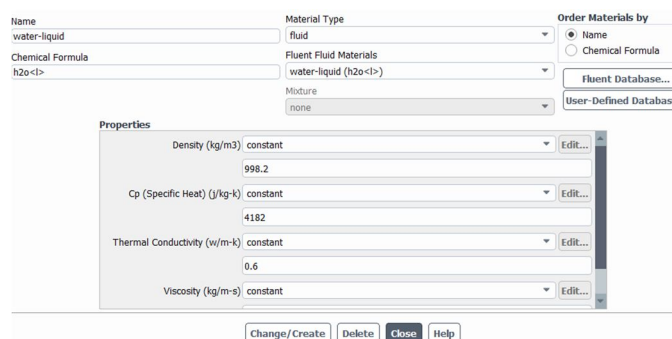 Name
water-liquid
Chemical Formula
h2o<l>
Material Type
fluid
Fluent Fluid Materials
water-liquid (h2o<l>)
Mixture
none
Order Materials by
Name
Chemical Formula
Fluent Database...
User-Defined Databas
Properties
Density (kg/m3) constant Edit...
998.2
Cp (Specific Heat) (j/kg-k) constant Edit...
4182
Thermal Conductivity (w/m-k) constant Edit...
0.6
Viscosity (kg/m-s) constant Edit...
Change/Create Delete Close Help